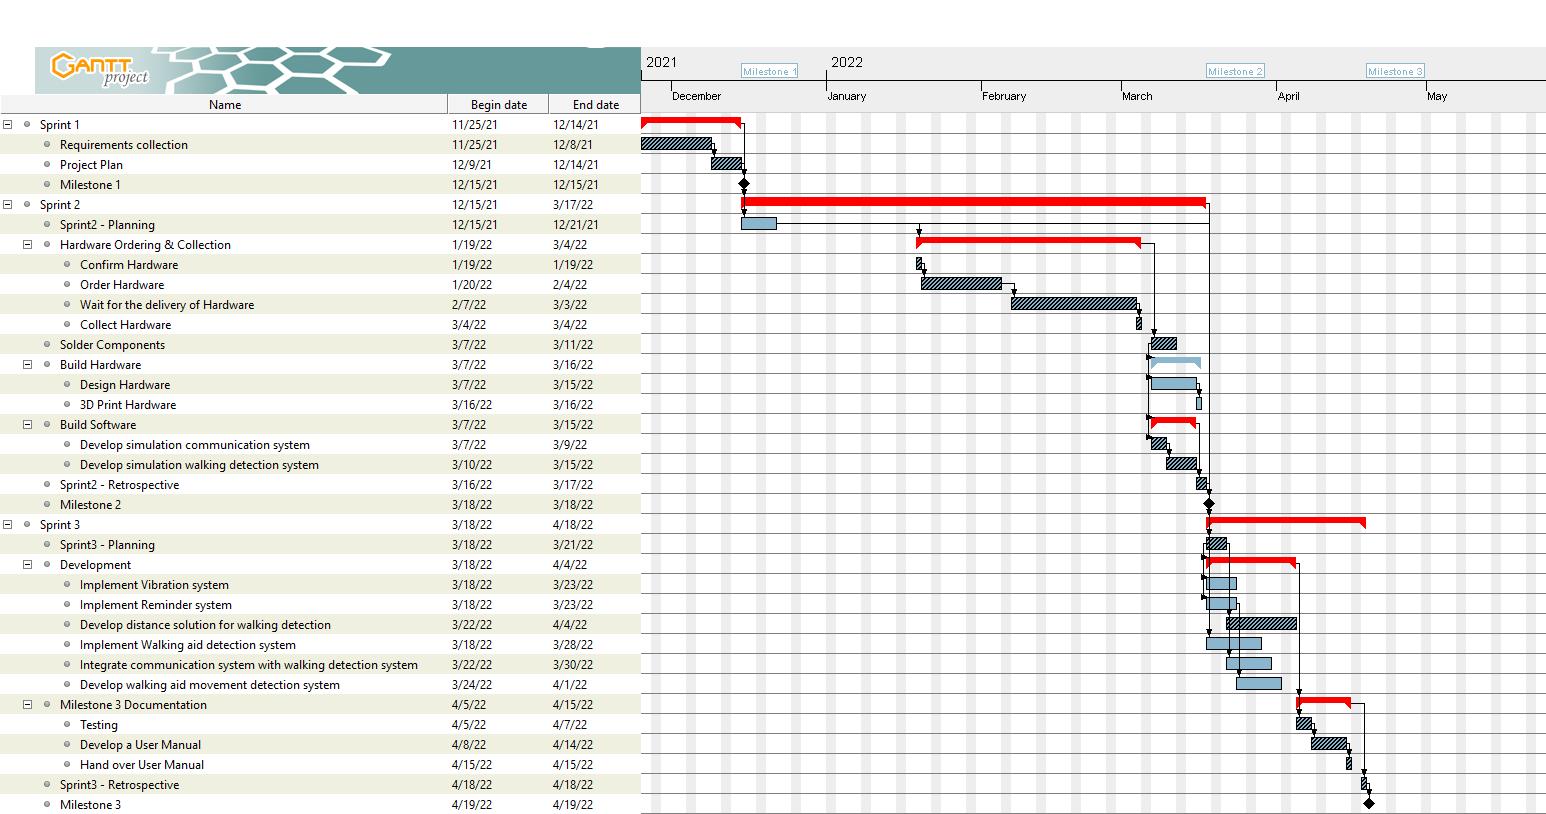 GANTT
project
2021
2022
Milestone 1
Milestone 2
Milestone 3
December
January
February
March
April
May
Name Begin date End date
Sprint 1 11/25/21 12/14/21
Requirements collection 11/25/21 12/8/21
Project Plan 12/9/21 12/14/21
Milestone 1 12/15/21 12/15/21
Sprint 2 12/15/21 3/17/22
Sprint2 - Planning 12/15/21 12/21/21
Hardware Ordering & Collection 1/19/22 3/4/22
Confirm Hardware 1/19/22 1/19/22
Order Hardware 1/20/22 2/4/22
Wait for the delivery of Hardware 2/7/22 3/3/22
Collect Hardware 3/4/22 3/4/22
Solder Components 3/7/22 3/11/22
Build Hardware 3/7/22 3/16/22
Design Hardware 3/7/22 3/15/22
3D Print Hardware 3/16/22 3/16/22
Build Software 3/7/22 3/15/22
Develop simulation communication system 3/7/22 3/9/22
Develop simulation walking detection system 3/10/22 3/15/22
Sprint2 - Retrospective 3/16/22 3/17/22
Milestone 2 3/18/22 3/18/22
Sprint 3 3/18/22 4/18/22
Sprint3 - Planning 3/18/22 3/21/22
Development 3/18/22 4/4/22
Implement Vibration system 3/18/22 3/23/22
Implement Reminder system 3/18/22 3/23/22
Develop distance solution for walking detection 3/22/22 4/4/22
Implement Walking aid detection system 3/18/22 3/28/22
Integrate communication system with walking detection system 3/22/22 3/30/22
Develop walking aid movement detection system 3/24/22 4/1/22
Milestone 3 Documentation 4/5/22 4/15/22
Testing 4/5/22 4/7/22
Develop a User Manual 4/8/22 4/14/22
Hand over User Manual 4/15/22 4/15/22
Sprint3 - Retrospective 4/18/22 4/18/22
Milestone 3 4/19/22 4/19/22